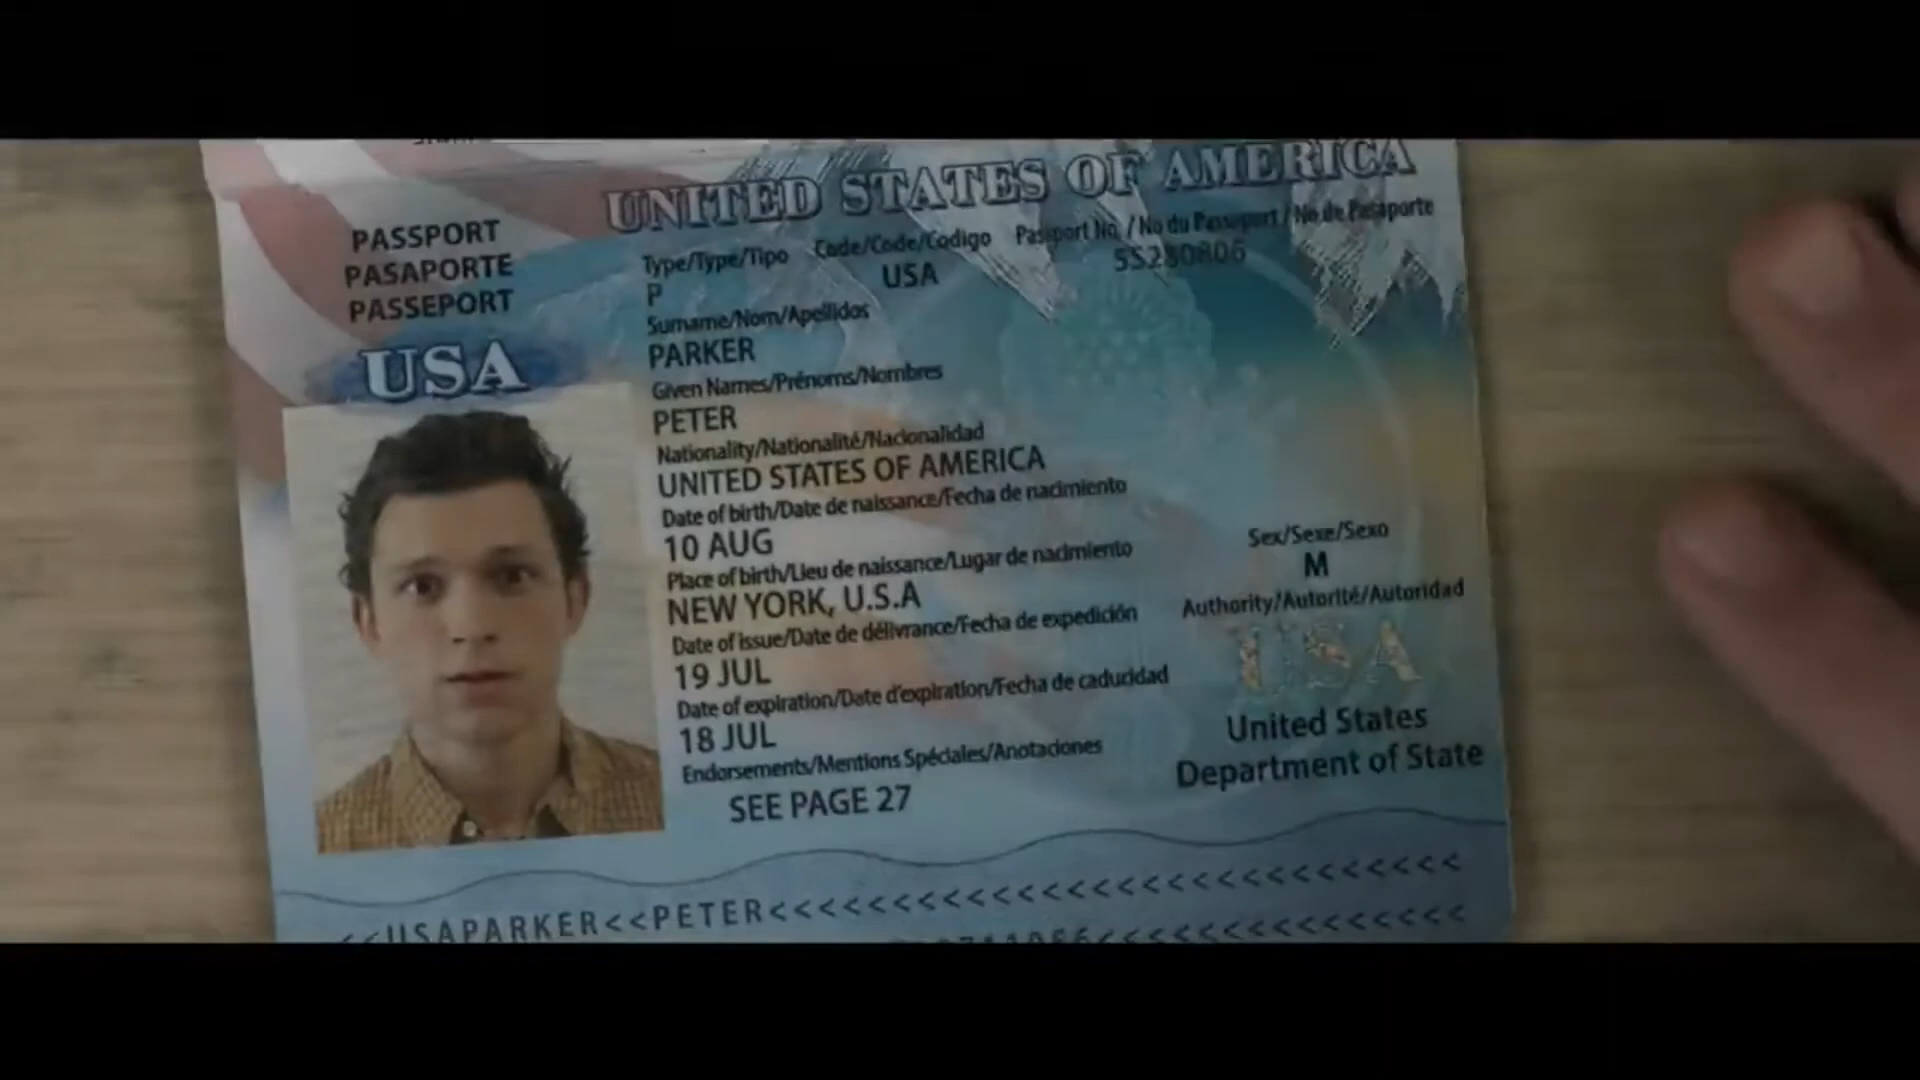 UNITED STATES OF AMERICA
PASSPORT
PASAPORTE
PASSEPORT
USA
Type/Type/Tipo
P
Code/Code/Codigo
USA
Pasport No. / No du Passuport / No de Pasaporte
Surname/Nom/Apellidos
PARKER
Given Names/Prénoms/Nombres
PETER
Nationality/Nationalité/Nacionalidad
UNITED STATES OF AMERICA
Date of birth/Date de naissance/Fecha de nacimiento
10 AUG
Place of birth/Lieu de naissance/Lugar de nacimiento
NEW YORK, U.S.A
Sex/Sexe/Sexo
M
Date of issue/Date de délivrance/Fecha de expedición
19 JUL
Authority/Autorité/Autoridad
USA
Date of expiration/Date d'expiration/Fecha de caducidad
18 JUL
United States
Department of State
Endorsements/Mentions Spéciales/Anotaciones
SEE PAGE 27
<<USAPARKER<<PETER<<<<<<<<<<<<<<<<<<<<<<<<<<<<